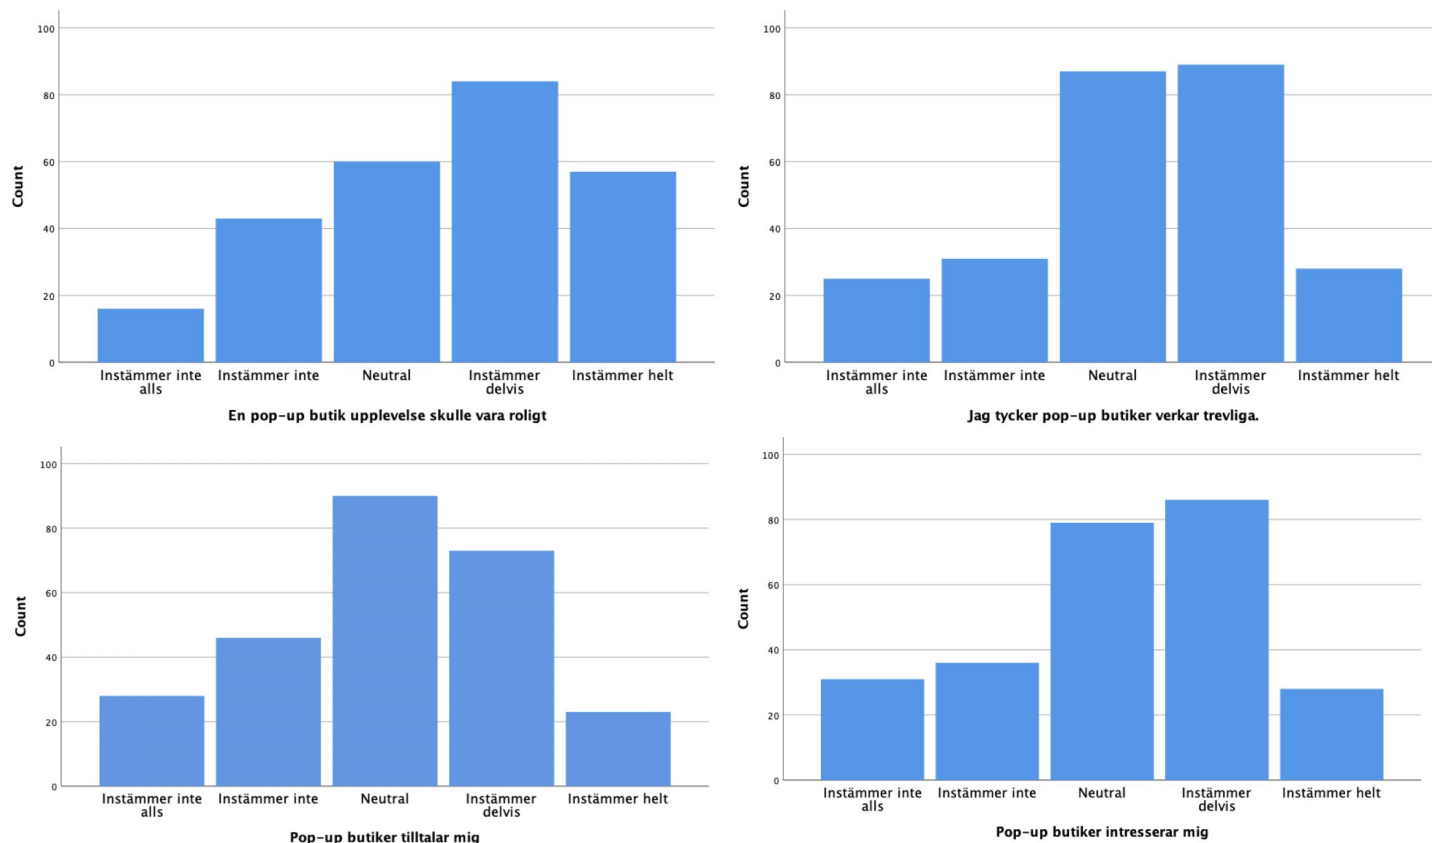 100
80
60
40
20
0
Count
Instämmer inte alls
Instämmer inte
Neutral
Instämmer delvis
Instämmer helt
En pop-up butik upplevelse skulle vara roligt
100
80
60
40
20
0
Count
Instämmer inte alls
Instämmer inte
Neutral
Instämmer delvis
Instämmer helt
Jag tycker pop-up butiker verkar trevliga.
100
80
60
40
20
0
Count
Instämmer inte alls
Instämmer inte
Neutral
Instämmer delvis
Instämmer helt
Pop-up butiker tilltalar mig
100
80
60
40
20
0
Count
Instämmer inte alls
Instämmer inte
Neutral
Instämmer delvis
Instämmer helt
Pop-up butiker intresserar mig